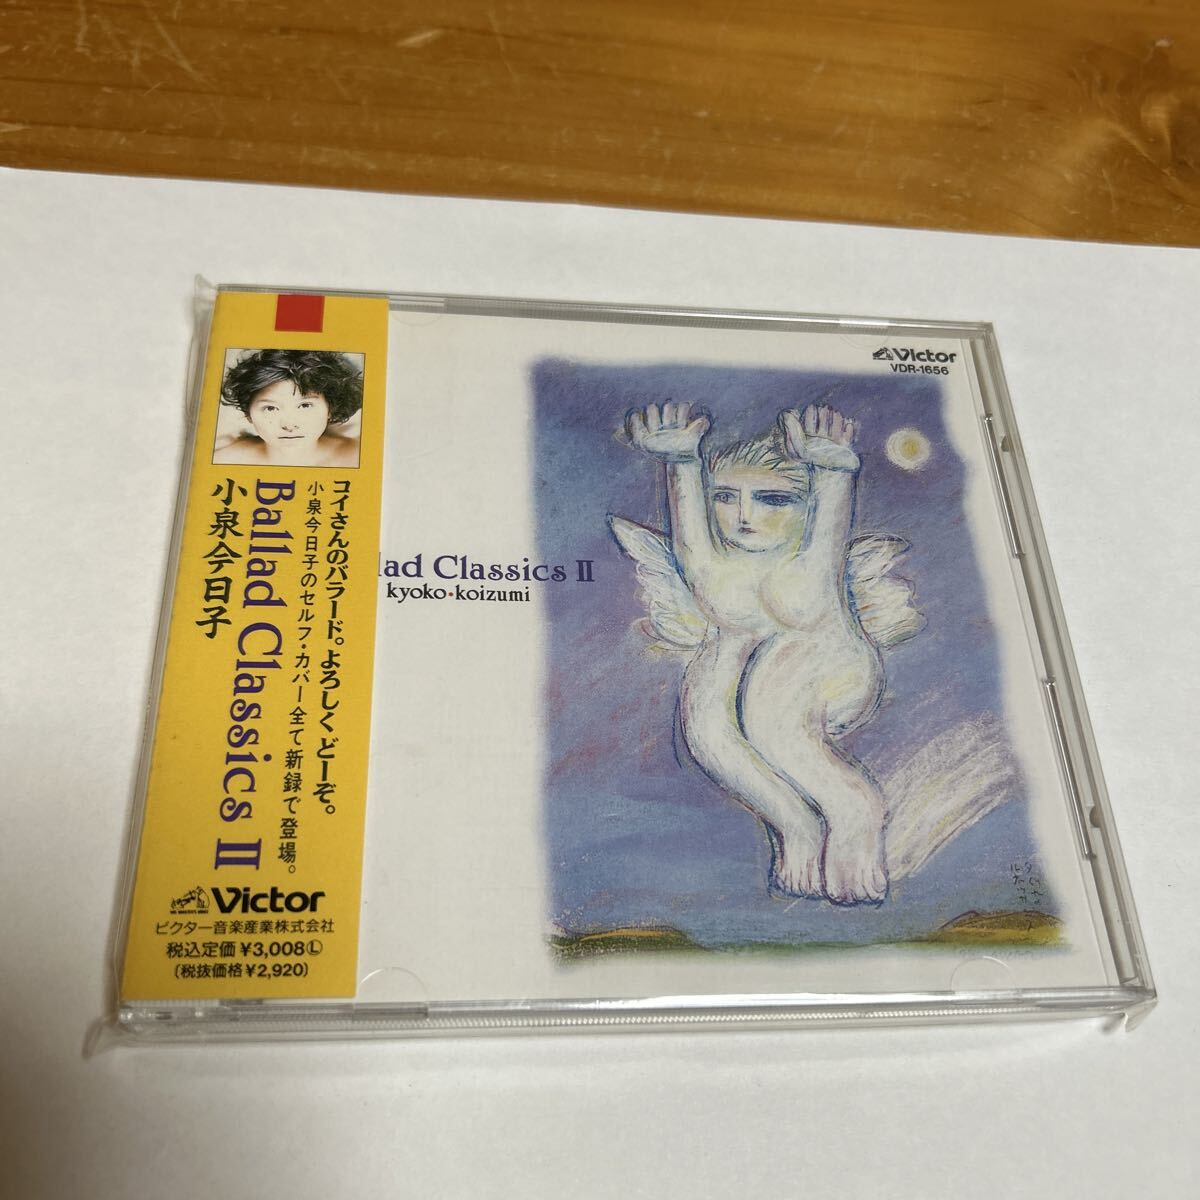 コイさんのバラード。よろしくどーぞ。
小泉今日子のセルフ・カバー全て新録で登場。
Ballad Classics II
小泉今日子
Victor
ビクター音楽産業株式会社
税込定価¥3,008Ⓛ
(税抜価格¥2,920)
Victor
VDR-1656
lad Classics II
kyoko・koizumi